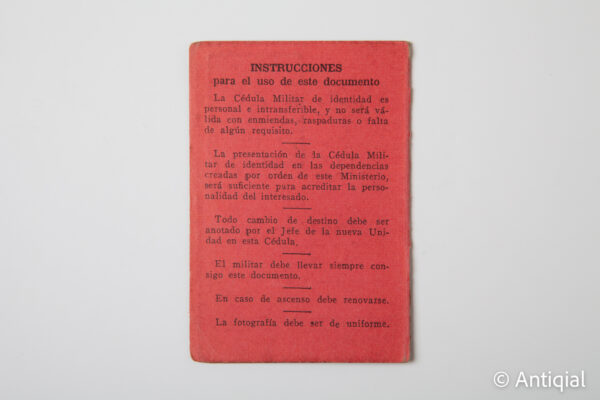 INSTRUCCIONES
para el uso de este documento
La Cédula Militar de identidad es
personal e intransferible, y no será vá-
lida con enmiendas, raspaduras o falta
de algún requisito.
La presentación de la Cédula Mili-
tar de identidad en las dependencias
creadas por orden de este Ministerio,
será suficiente para acreditar la perso-
nalidad del interesado.
Todo cambio de destino debe ser
anotado por el Jefe de la nueva Uni-
dad en esta Cédula.
El militar debe llevar siempre con-
sigo este documento.
En caso de ascenso debe renovarse.
La fotografía debe ser de uniforme.
© Antiqial